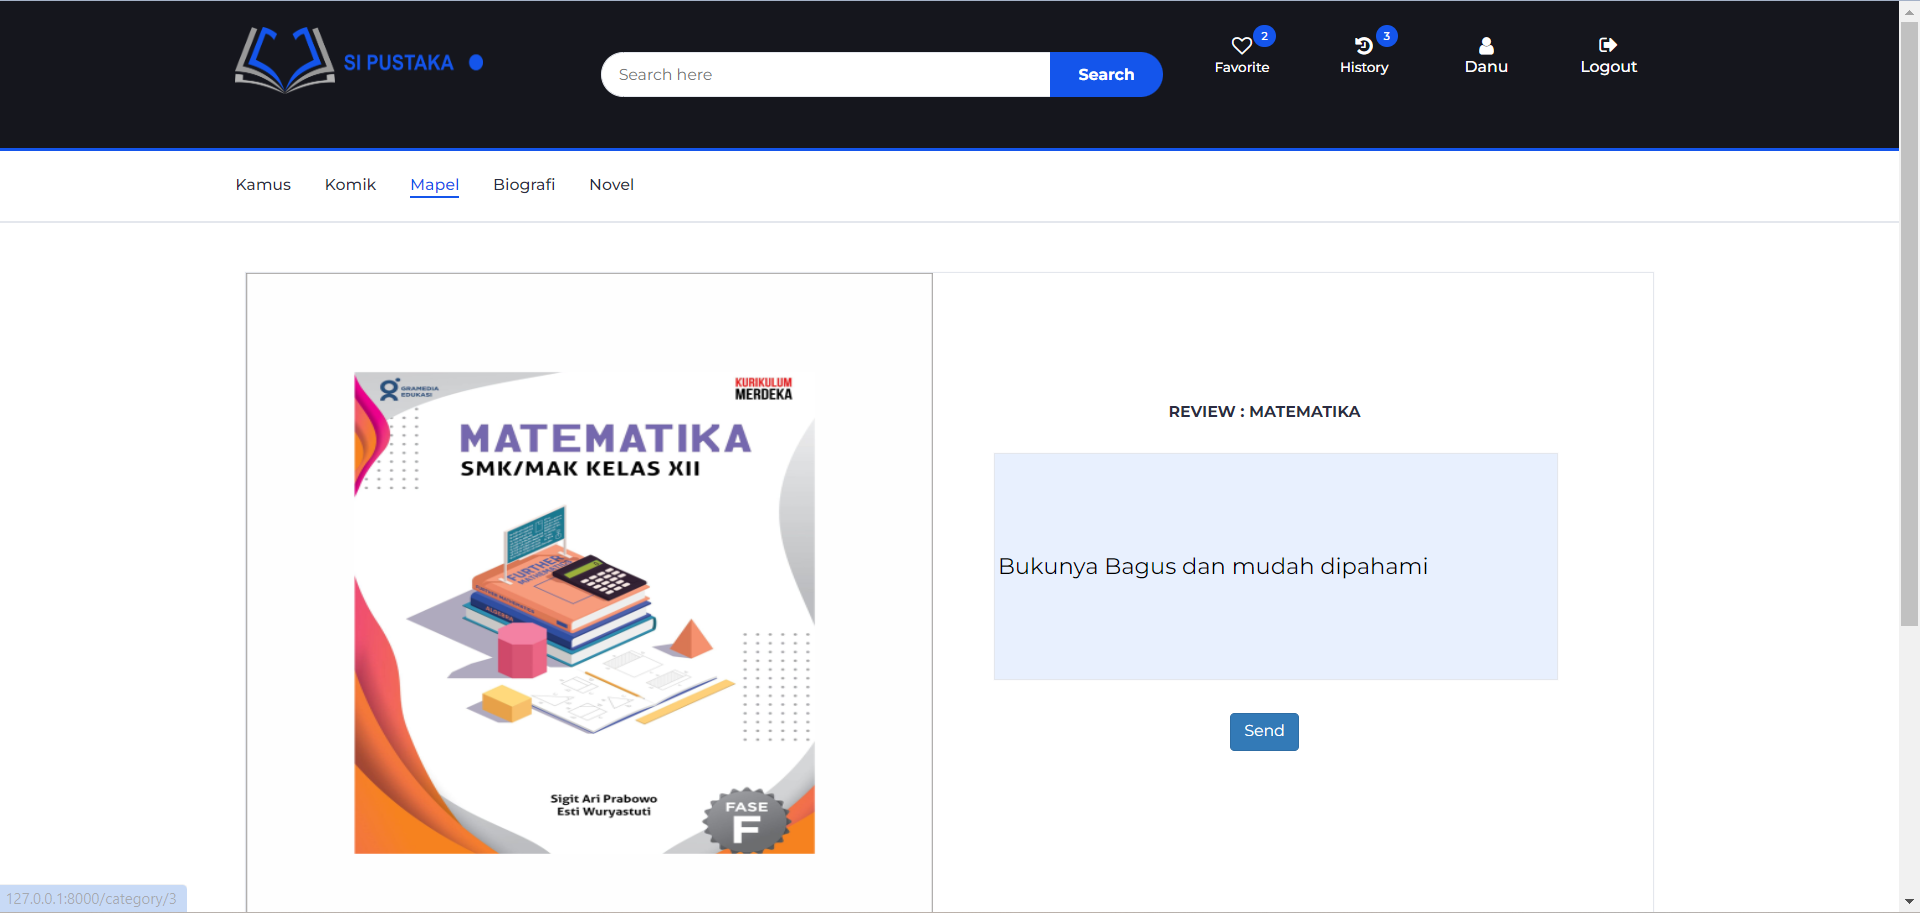 SI PUSTAKA
Search here
Search
2
Favorite
3
History
Danu
Logout
Kamus
Komik
Mapel
Biografi
Novel
GRAMEDIA
EDUKASI
KURIKULUM
MERDEKA
MATEMATIKA
SMK/MAK KELAS XII
FURTHER
MATHEMATICS
ALGEBRA
Sigit Ari Prabowo
Esti Wuryastuti
FASE
F
REVIEW : MATEMATIKA
Bukunya Bagus dan mudah dipahami
Send
127.0.0.1:8000/category/3